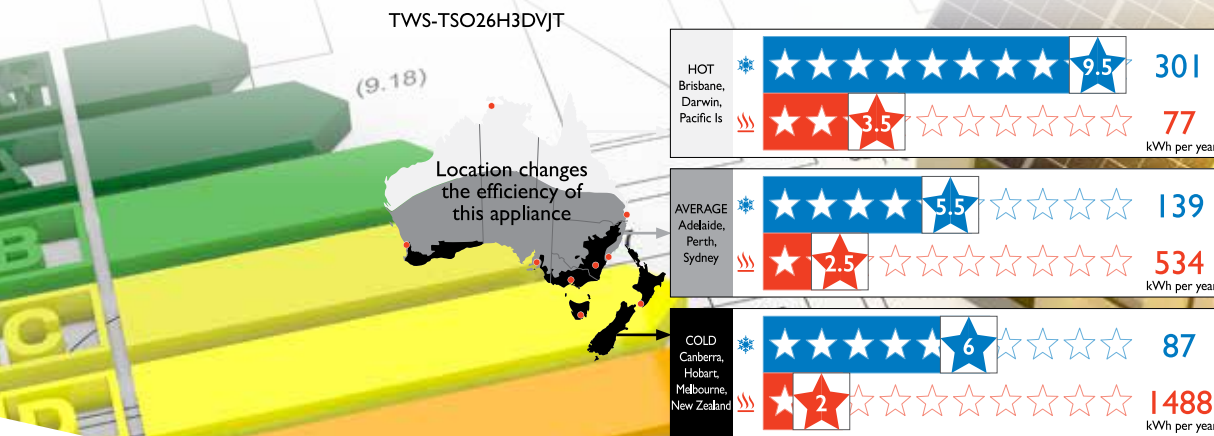 TWS-TSO26H3DVJT
(9.18)
A
B
C
D
Location changes
the efficiency of
this appliance
HOT
Brisbane,
Darwin,
Pacific Is
9.5
301
3.5
77
kWh per year
AVERAGE
Adelaide,
Perth,
Sydney
5.5
139
2.5
534
kWh per year
COLD
Canberra,
Hobart,
Melbourne,
New Zealand
6
87
2
1488
kWh per year